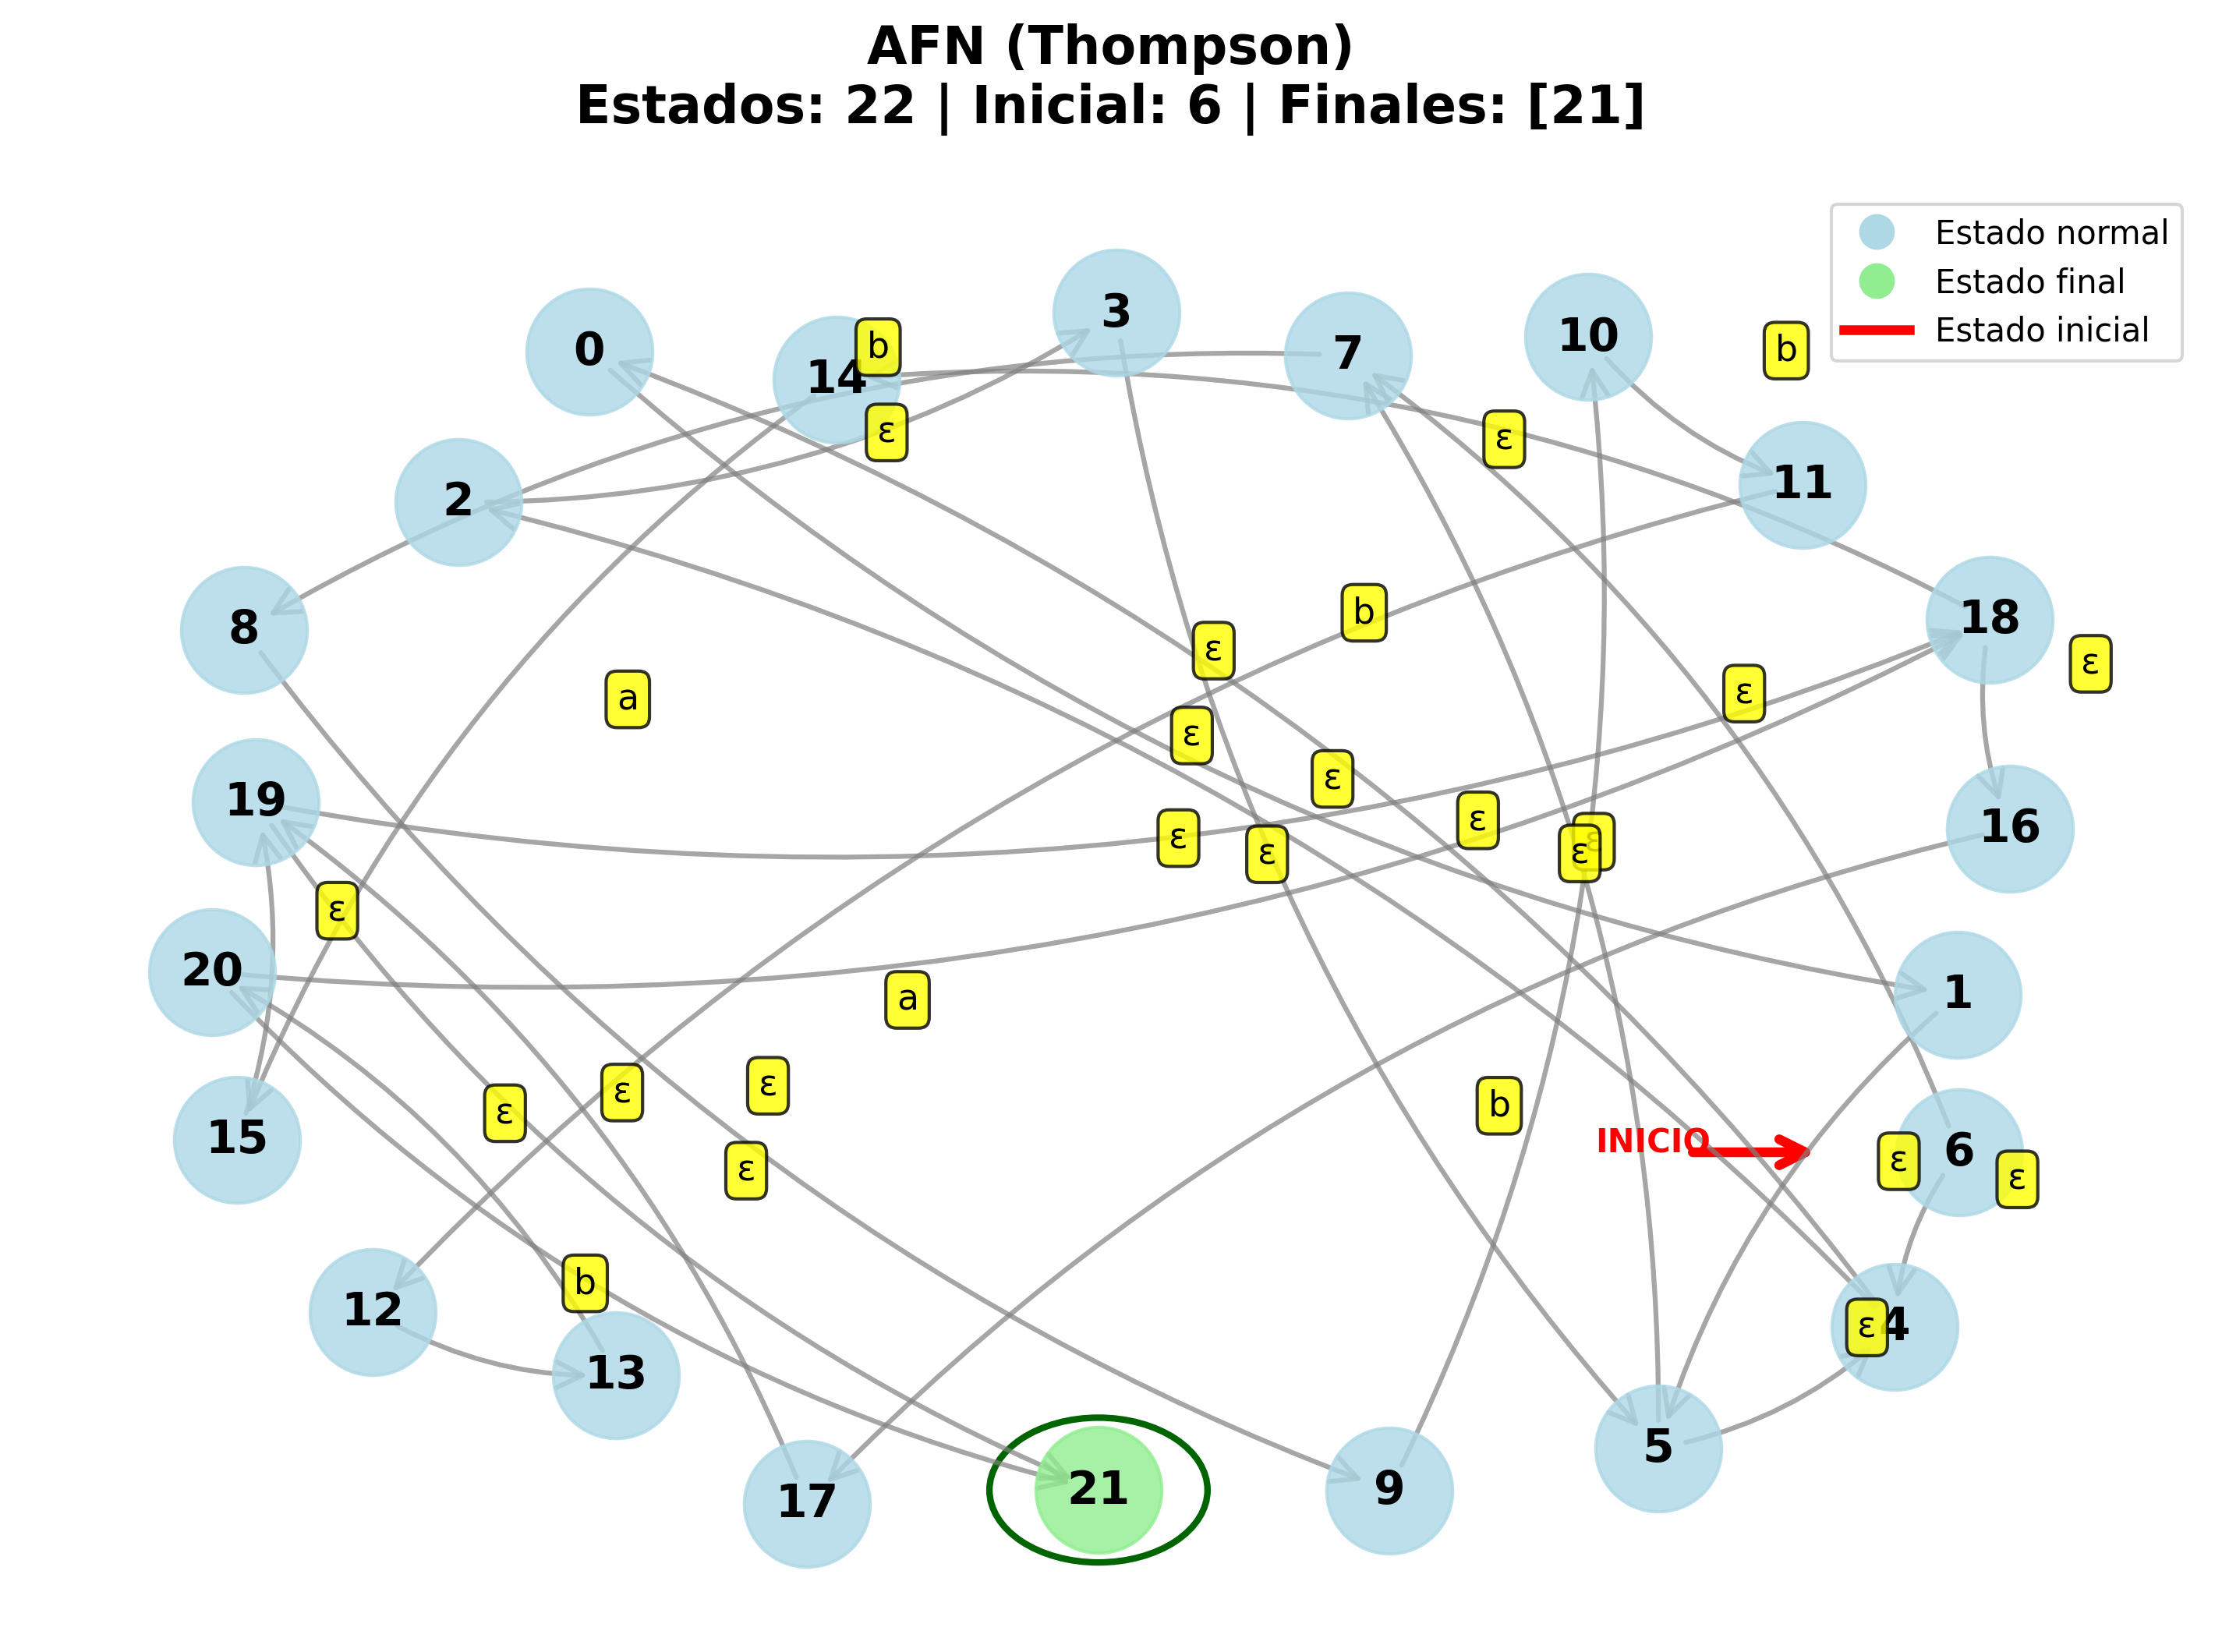 AFN (Thompson)
Estados: 22 | Inicial: 6 | Finales: [21]
Estado normal
Estado final
Estado inicial
3
10
0
b
b
7
14
ε
ε
11
2
b
18
8
ε
ε
ε
a
ε
ε
19
ε
16
ε
ε
ε
ε
ε
20
1
a
ε
b
ε
ε
15
INICIO
6
ε
ε
ε
ε
b
12
ε
4
13
5
17
21
9